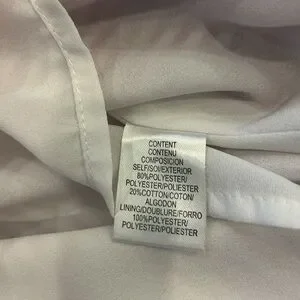 CONTENT
CONTENU
COMPOSICION
SELF/SOI/EXTERIOR
80%POLYESTER/
POLYESTER/POLIESTER
20%COTTON/COTON/
ALGODON
LINING/DOUBLURE/FORRO
100%POLYESTER/
POLYESTER/POLIESTER